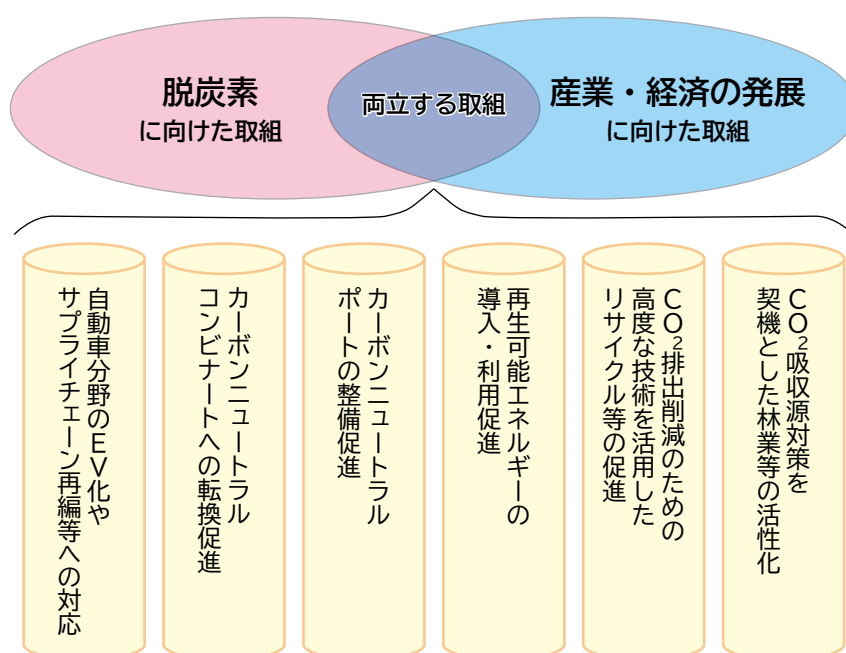 脱炭素
に向けた取組
両立する取組
産業・経済の発展
に向けた取組
自動車分野のＥＶ化や
サプライチェーン再編等への対応
カーボンニュートラル
コンビナートへの転換促進
カーボンニュートラル
ポートの整備促進
再生可能エネルギーの
導入・利用促進
ＣＯ₂排出削減のための
高度な技術を活用した
リサイクル等の促進
ＣＯ₂吸収源対策を
契機とした林業等の活性化